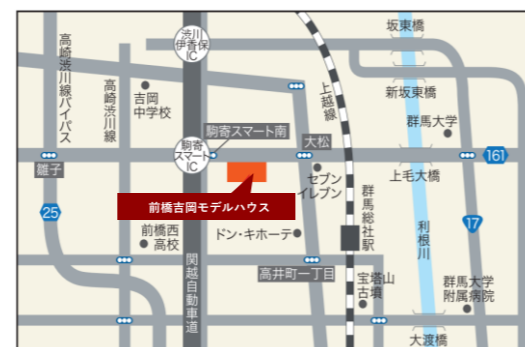 渋川
伊香保
IC
坂東橋
高崎渋川線バイパス
高崎渋川線
吉岡
中学校
上越線
新坂東橋
群馬大学
駒寄スマート南
大松
駒寄
スマート
IC
161
雛子
セブン
イレブン
上毛大橋
前橋吉岡モデルハウス
25
群馬総社駅
利根川
17
前橋西
高校
ドン・キホーテ
関越自動車道
高井町一丁目
宝塔山
古墳
群馬大学
附属病院
大渡橋